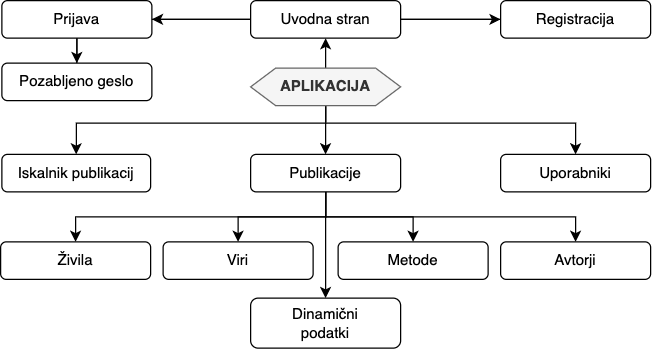 Prijava
Uvodna stran
Registracija
Pozabljeno geslo
APLIKACIJA
Iskalnik publikacij
Publikacije
Uporabniki
Živila
Viri
Metode
Avtorji
Dinamični
podatki